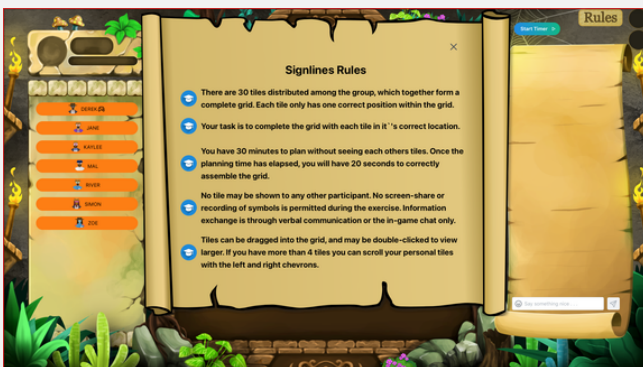 Rules
Start Timer
Signlines Rules
There are 30 tiles distributed among the group, which together form a
complete grid. Each tile only has one correct position within the grid.
Your task is to complete the grid with each tile in it`'s correct location.
You have 30 minutes to plan without seeing each others tiles. Once the
planning time has elapsed, you will have 20 seconds to correctly
assemble the grid.
No tile may be shown to any other participant. No screen-share or
recording of symbols is permitted during the exercise. Information
exchange is through verbal communication or the in-game chat only.
Tiles can be dragged into the grid, and may be double-clicked to view
larger. If you have more than 4 tiles you can scroll your personal tiles
with the left and right chevrons.
DEREK
JANE
KAYLEE
MAL
RIVER
SIMON
ZOE
Say something nice . . .